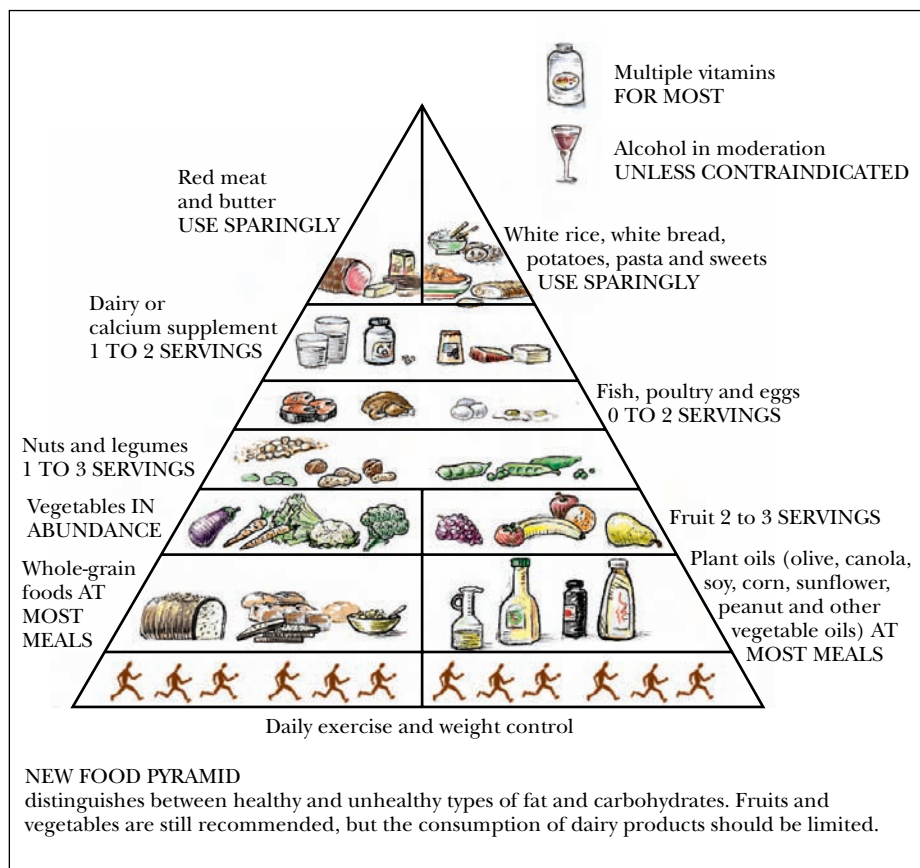 Multiple vitamins
FOR MOST
Alcohol in moderation
UNLESS CONTRAINDICATED
Red meat
and butter
USE SPARINGLY
White rice, white bread,
potatoes, pasta and sweets
USE SPARINGLY
Dairy or
calcium supplement
1 TO 2 SERVINGS
Fish, poultry and eggs
0 TO 2 SERVINGS
Nuts and legumes
1 TO 3 SERVINGS
Vegetables IN
ABUNDANCE
Fruit 2 to 3 SERVINGS
Whole-grain
foods AT
MOST
MEALS
Plant oils (olive, canola,
soy, corn, sunflower,
peanut and other
vegetable oils) AT
MOST MEALS
Daily exercise and weight control
NEW FOOD PYRAMID
distinguishes between healthy and unhealthy types of fat and carbohydrates. Fruits and
vegetables are still recommended, but the consumption of dairy products should be limited.